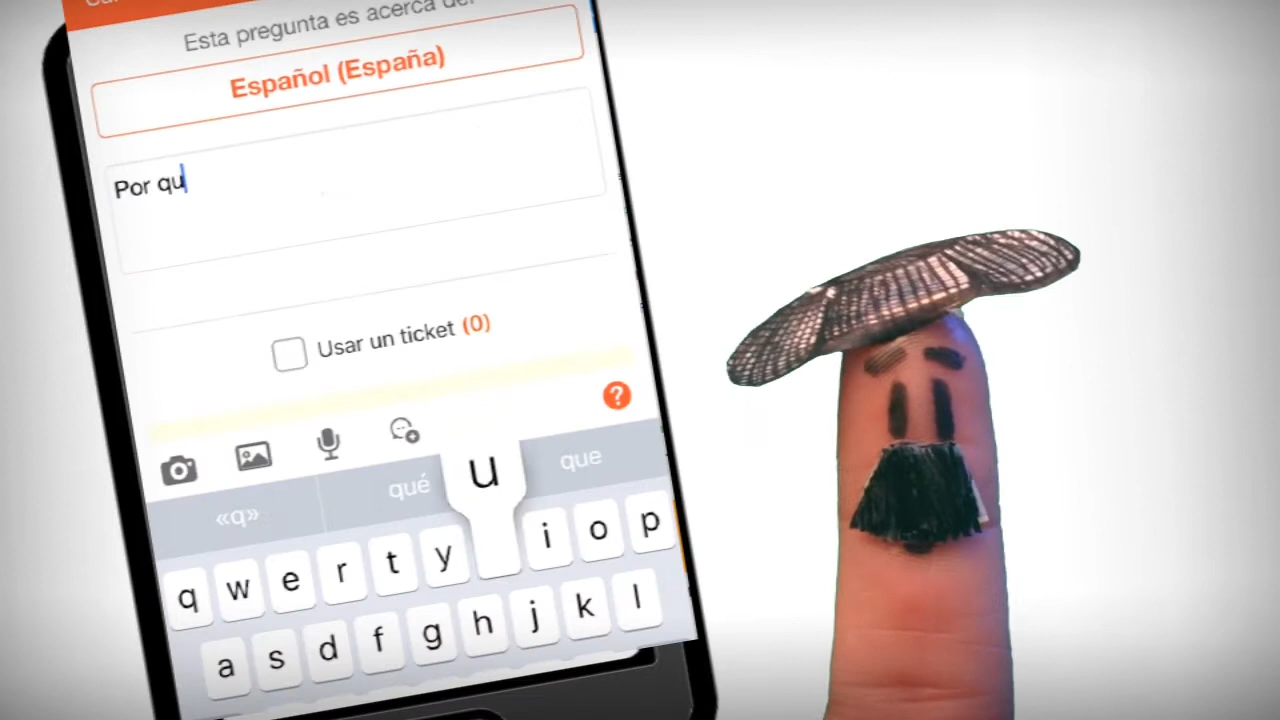 Esta pregunta es acerca de
Español (España)
Por qu
Usar un ticket (0)
?
«q»
qué
u
que
q w e r t y i o p
a s d f g h j k l